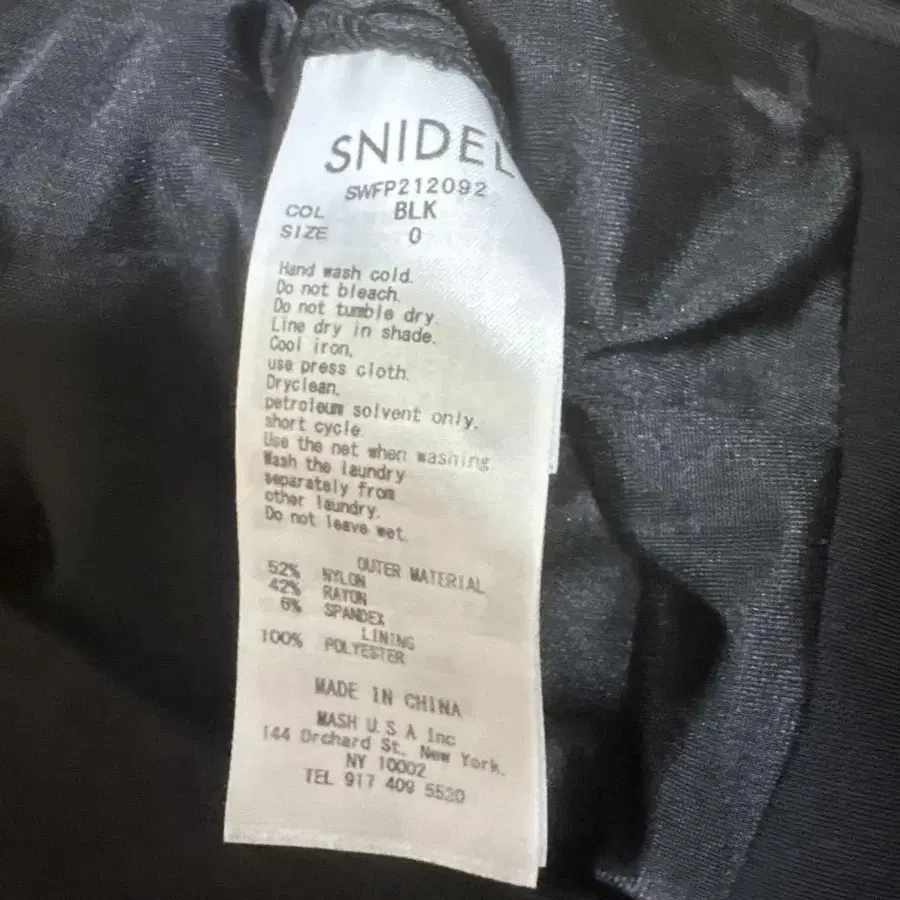 SNIDEL
SWFP212092
COL BLK
SIZE 0
Hand wash cold.
Do not bleach.
Do not tumble dry.
Line dry in shade.
Cool iron,
use press cloth.
Dryclean,
petroleum solvent only,
short cycle.
Use the net when washing
Wash the laundry
separately from
other laundry.
Do not leave wet.
OUTER MATERIAL
52% NYLON
42% RAYON
6% SPANDEX
LINING
100% POLYESTER
MADE IN CHINA
MASH U.S.A Inc
144 Orchard St. New York,
NY 10002
TEL 917 409 5520